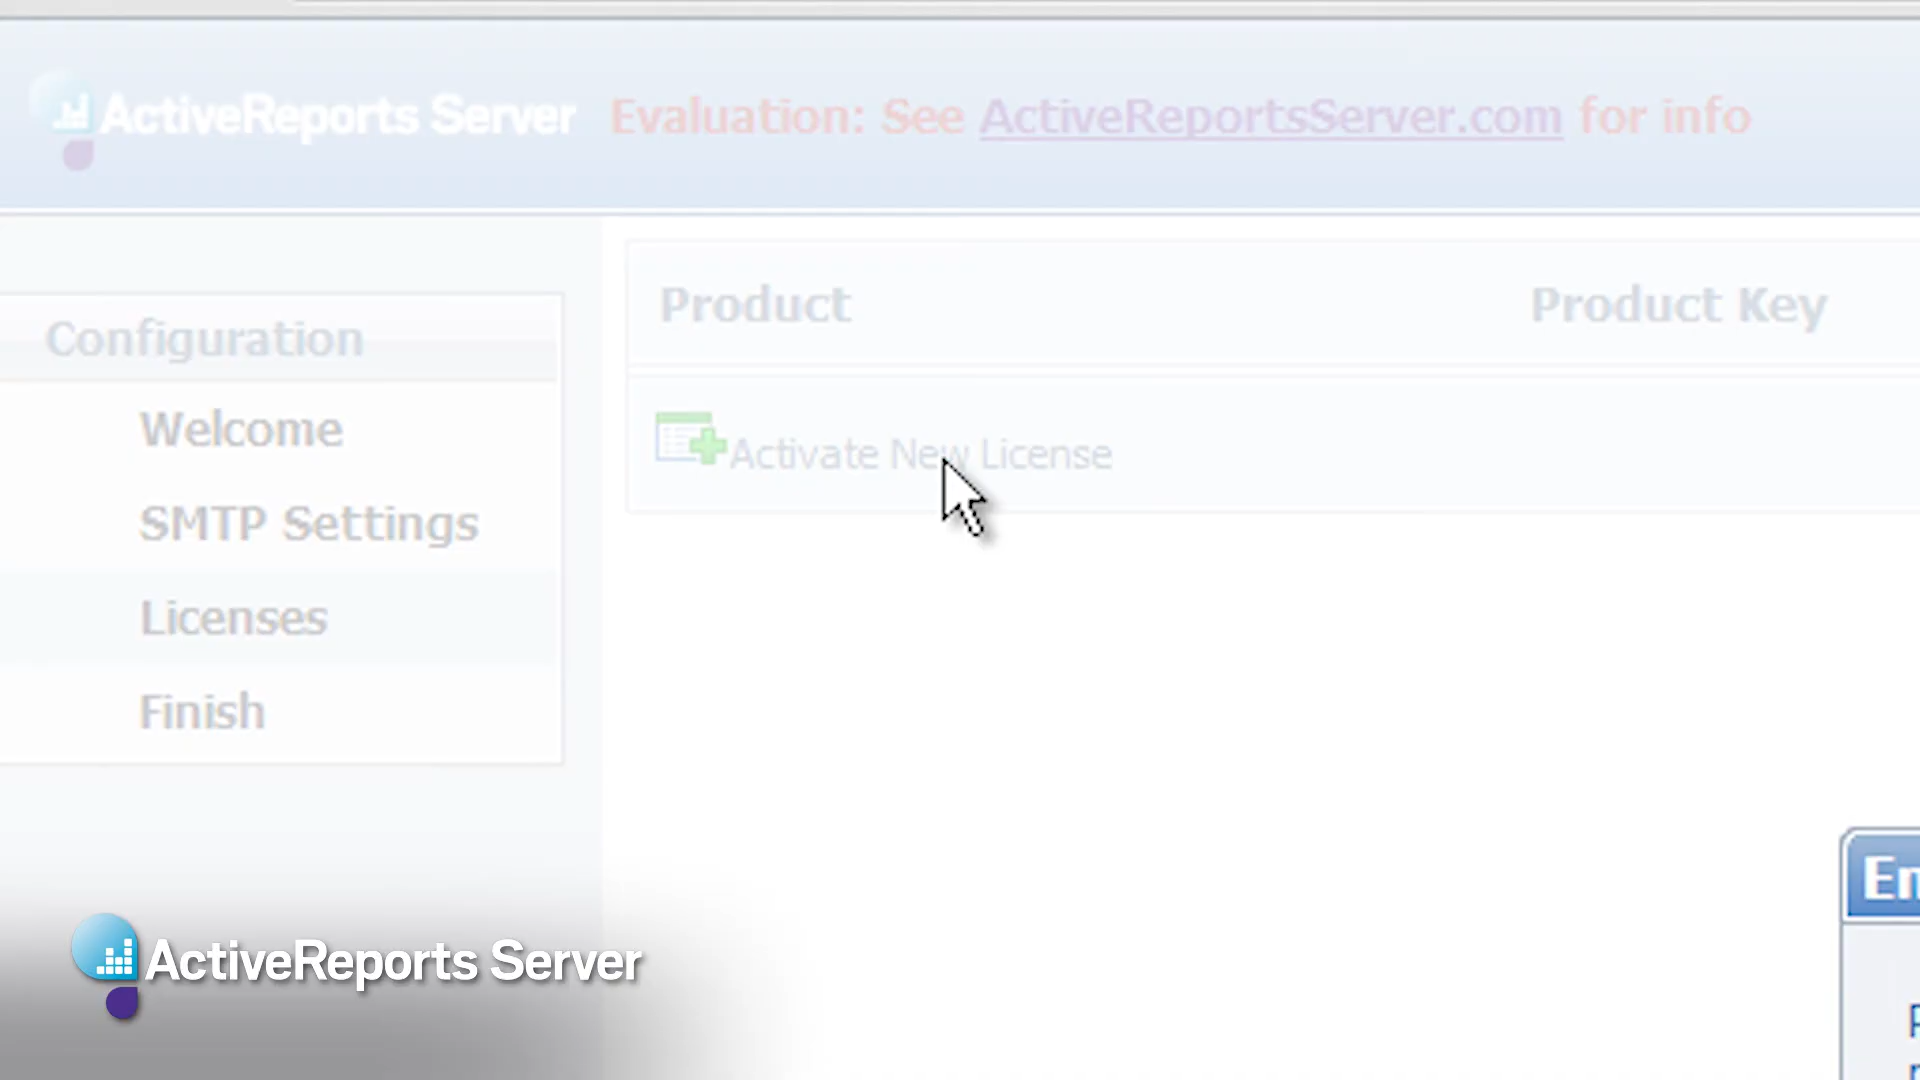 ActiveReports Server Evaluation: See ActiveReportsServer.com for info
Product Product Key
Configuration
Activate New License
Welcome
SMTP Settings
Licenses
Finish
ActiveReports Server